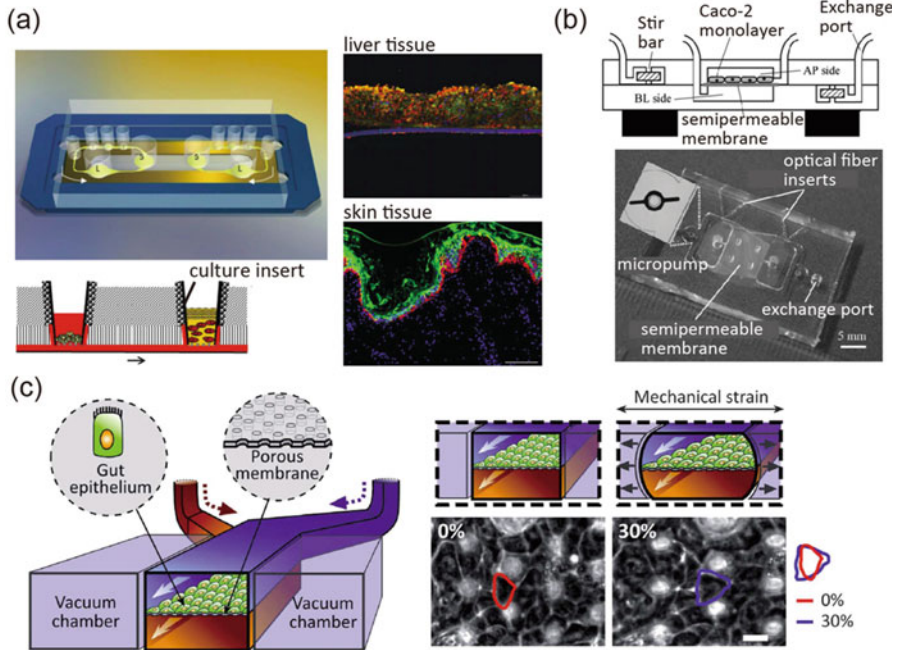 (a)
liver tissue
skin tissue
L
S
S
L
culture insert
(b)
Stir
bar
Caco-2
monolayer
Exchange
port
AP side
BL side
semipermeable
membrane
optical fiber
inserts
micropump
exchange port
semipermeable
membrane
5 mm
(c)
Gut
epithelium
Porous
membrane
Vacuum
chamber
Vacuum
chamber
Mechanical strain
0%
30%
0%
30%